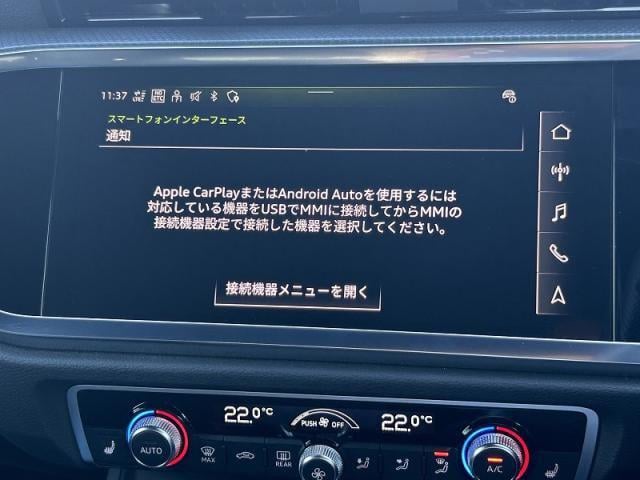 11:37
NO ETC
スマートフォンインターフェース
通知
Apple CarPlayまたはAndroid Autoを使用するには
対応している機器をUSBでMMIに接続してからMMIの
接続機器設定で接続した機器を選択してください。
接続機器メニューを開く
22.0°C
PUSH OFF
22.0°C
AUTO
MAX
REAR
A/C